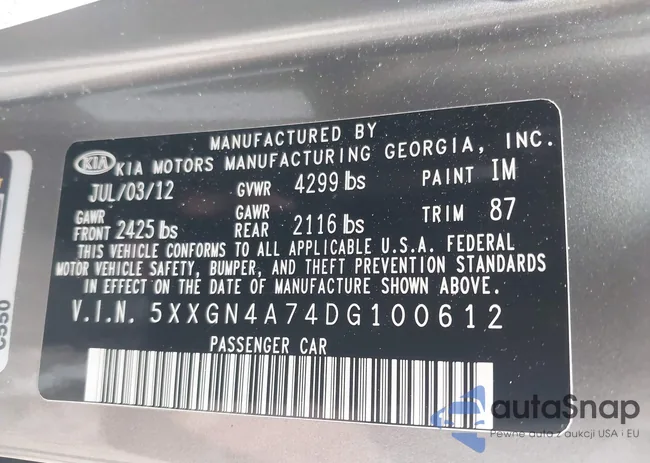 MANUFACTURED BY
KIA KIA MOTORS MANUFACTURING GEORGIA, INC.
JUL/03/12 GVWR 4299 lbs PAINT IM
GAWR FRONT 2425 lbs GAWR REAR 2116 lbs TRIM 87
THIS VEHICLE CONFORMS TO ALL APPLICABLE U.S.A. FEDERAL
MOTOR VEHICLE SAFETY, BUMPER, AND THEFT PREVENTION STANDARDS
IN EFFECT ON THE DATE OF MANUFACTURE SHOWN ABOVE.
V.I.N. 5XXGN4A74DG100612
PASSENGER CAR
C550
autaSnap
Pewne auta z aukcji USA i EU